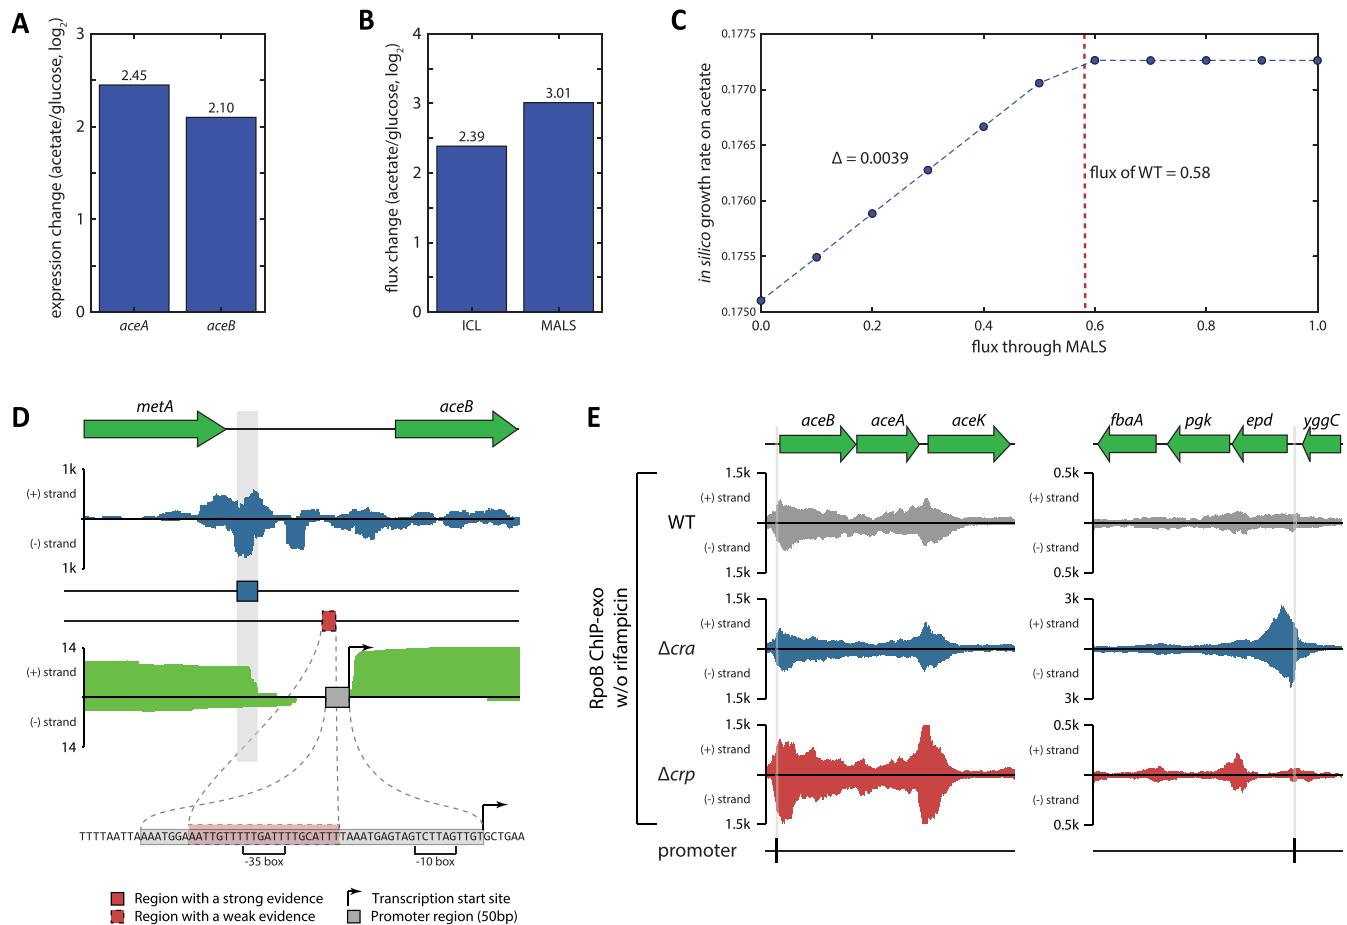 A
expression change (acetate/glucose, log2)
3
2
1
0
2.45
2.10
aceA
aceB
B
flux change (acetate/glucose, log2)
4
3
2
1
0
2.39
3.01
ICL
MALS
C
in silico growth rate on acetate
0.1775
0.1770
0.1765
0.1760
0.1755
0.1750
Δ = 0.0039
flux of WT = 0.58
0.0
0.2
0.4
0.6
0.8
1.0
flux through MALS
D
metA
aceB
1k
(+) strand
(-) strand
1k
14
(+) strand
(-) strand
14
TTTTAATTAAAATGGAAATTGTTTTTGATTTTGCATTTTAAATGAGTAGTCTTAGTTGTGCTGAA
-35 box
-10 box
Region with a strong evidence
Transcription start site
Region with a weak evidence
Promoter region (50bp)
E
aceB
aceA
aceK
fbaA
pgk
epd
yggC
RpoB ChIP-exo
w/o rifampicin
WT
1.5k
(+) strand
(-) strand
1.5k
0.5k
(+) strand
(-) strand
0.5k
Δcra
1.5k
(+) strand
(-) strand
1.5k
3k
(+) strand
(-) strand
3k
Δcrp
1.5k
(+) strand
(-) strand
1.5k
0.5k
(+) strand
(-) strand
0.5k
promoter